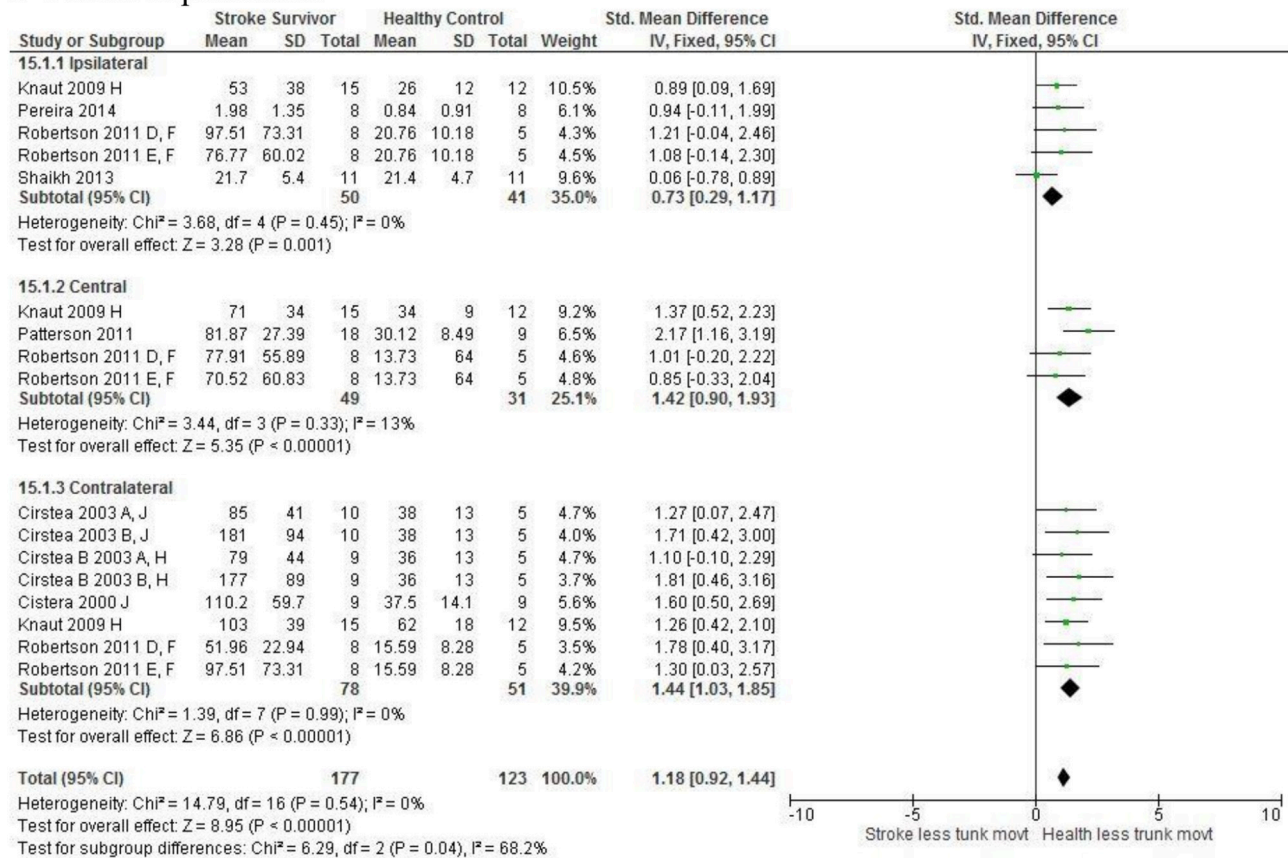 Stroke Survivor Healthy Control Std. Mean Difference Std. Mean Difference
Study or Subgroup Mean SD Total Mean SD Total Weight IV, Fixed, 95% CI IV, Fixed, 95% CI
15.1.1 Ipsilateral
Knaut 2009 H 53 38 15 26 12 12 10.5% 0.89 [0.09, 1.69]
Pereira 2014 1.98 1.35 8 0.84 0.91 8 6.1% 0.94 [-0.11, 1.99]
Robertson 2011 D, F 97.51 73.31 8 20.76 10.18 5 4.3% 1.21 [-0.04, 2.46]
Robertson 2011 E, F 76.77 60.02 8 20.76 10.18 5 4.5% 1.08 [-0.14, 2.30]
Shaikh 2013 21.7 5.4 11 21.4 4.7 11 9.6% 0.06 [-0.78, 0.89]
Subtotal (95% CI) 50 41 35.0% 0.73 [0.29, 1.17]
Heterogeneity: Chi² = 3.68, df = 4 (P = 0.45); I² = 0%
Test for overall effect: Z = 3.28 (P = 0.001)
15.1.2 Central
Knaut 2009 H 71 34 15 34 9 12 9.2% 1.37 [0.52, 2.23]
Patterson 2011 81.87 27.39 18 30.12 8.49 9 6.5% 2.17 [1.16, 3.19]
Robertson 2011 D, F 77.91 55.89 8 13.73 64 5 4.6% 1.01 [-0.20, 2.22]
Robertson 2011 E, F 70.52 60.83 8 13.73 64 5 4.8% 0.85 [-0.33, 2.04]
Subtotal (95% CI) 49 31 25.1% 1.42 [0.90, 1.93]
Heterogeneity: Chi² = 3.44, df = 3 (P = 0.33); I² = 13%
Test for overall effect: Z = 5.35 (P < 0.00001)
15.1.3 Contralateral
Cirstea 2003 A, J 85 41 10 38 13 5 4.7% 1.27 [0.07, 2.47]
Cirstea 2003 B, J 181 94 10 38 13 5 4.0% 1.71 [0.42, 3.00]
Cirstea B 2003 A, H 79 44 9 36 13 5 4.7% 1.10 [-0.10, 2.29]
Cirstea B 2003 B, H 177 89 9 36 13 5 3.7% 1.81 [0.46, 3.16]
Cistera 2000 J 110.2 59.7 9 37.5 14.1 9 5.6% 1.60 [0.50, 2.69]
Knaut 2009 H 103 39 15 62 18 12 9.5% 1.26 [0.42, 2.10]
Robertson 2011 D, F 51.96 22.94 8 15.59 8.28 5 3.5% 1.78 [0.40, 3.17]
Robertson 2011 E, F 97.51 73.31 8 15.59 8.28 5 4.2% 1.30 [0.03, 2.57]
Subtotal (95% CI) 78 51 39.9% 1.44 [1.03, 1.85]
Heterogeneity: Chi² = 1.39, df = 7 (P = 0.99); I² = 0%
Test for overall effect: Z = 6.86 (P < 0.00001)
Total (95% CI) 177 123 100.0% 1.18 [0.92, 1.44]
Heterogeneity: Chi² = 14.79, df = 16 (P = 0.54); I² = 0%
Test for overall effect: Z = 8.95 (P < 0.00001)
Test for subgroup differences: Chi² = 6.29, df = 2 (P = 0.04), I² = 68.2%
-10 -5 0 5 10
Stroke less tunk movt Health less trunk movt